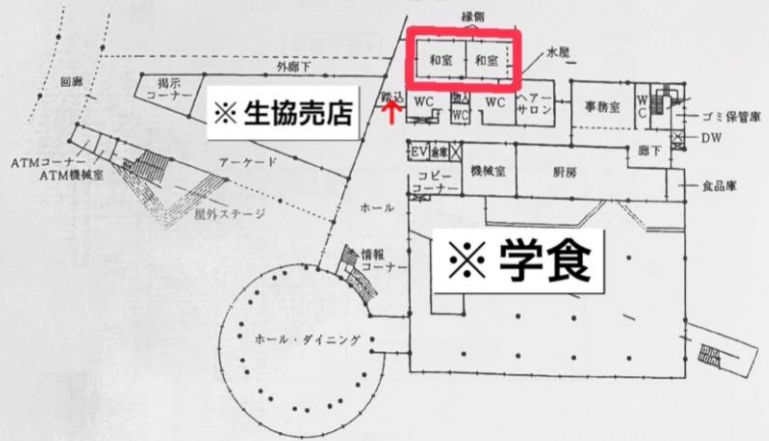 縁側
和室
和室
水屋
外廊下
回廊
掲示
コーナー
※ 生協売店
踏込
WC
物入
WC
WC
ヘアー
サロン
事務室
WC
ゴミ保管庫
DW
廊下
EV
倉庫
コピー
コーナー
機械室
厨房
食品庫
ATMコーナー
ATM機械室
アーケード
屋外ステージ
ホール
情報
コーナー
※ 学食
ホール・ダイニング